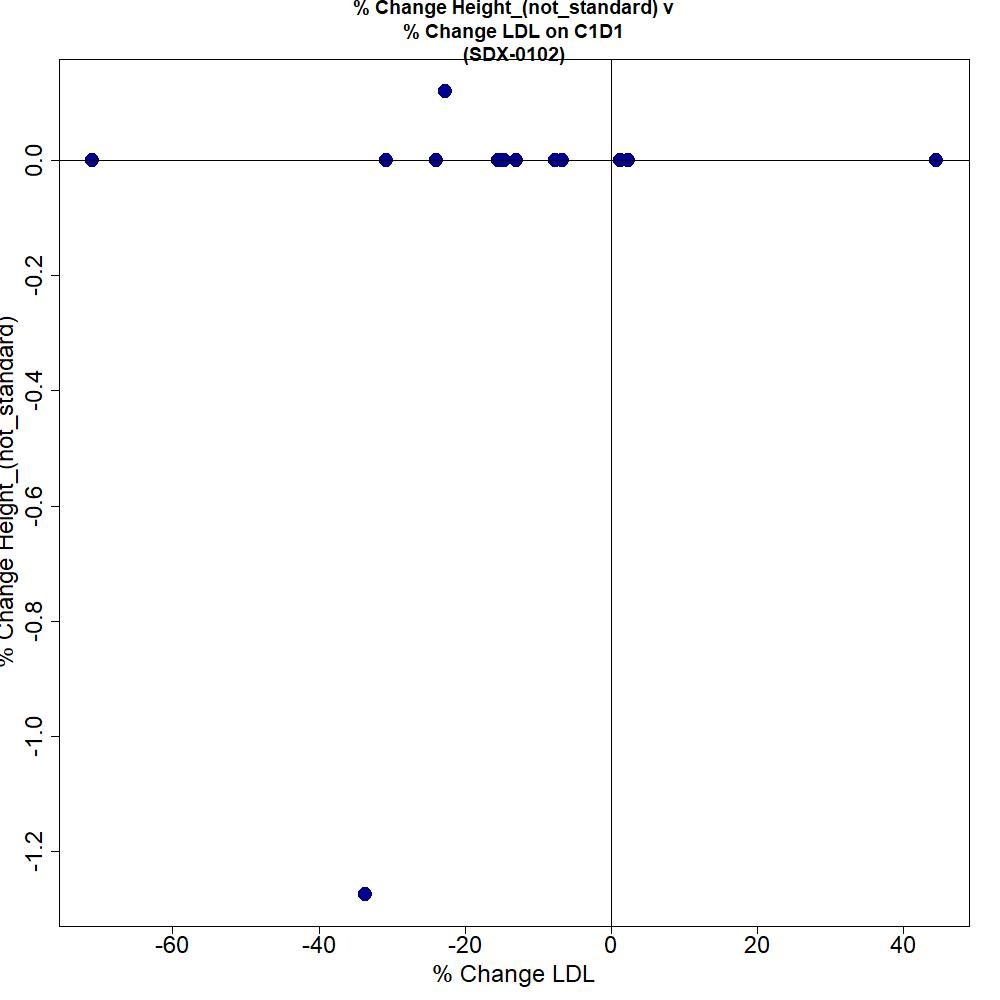 % Change Height_(not_standard) v
% Change LDL on C1D1
(SDX-0102)
% Change Height_(not_standard)
0.0
-0.2
-0.4
-0.6
-0.8
-1.0
-1.2
-60
-40
-20
0
20
40
% Change LDL